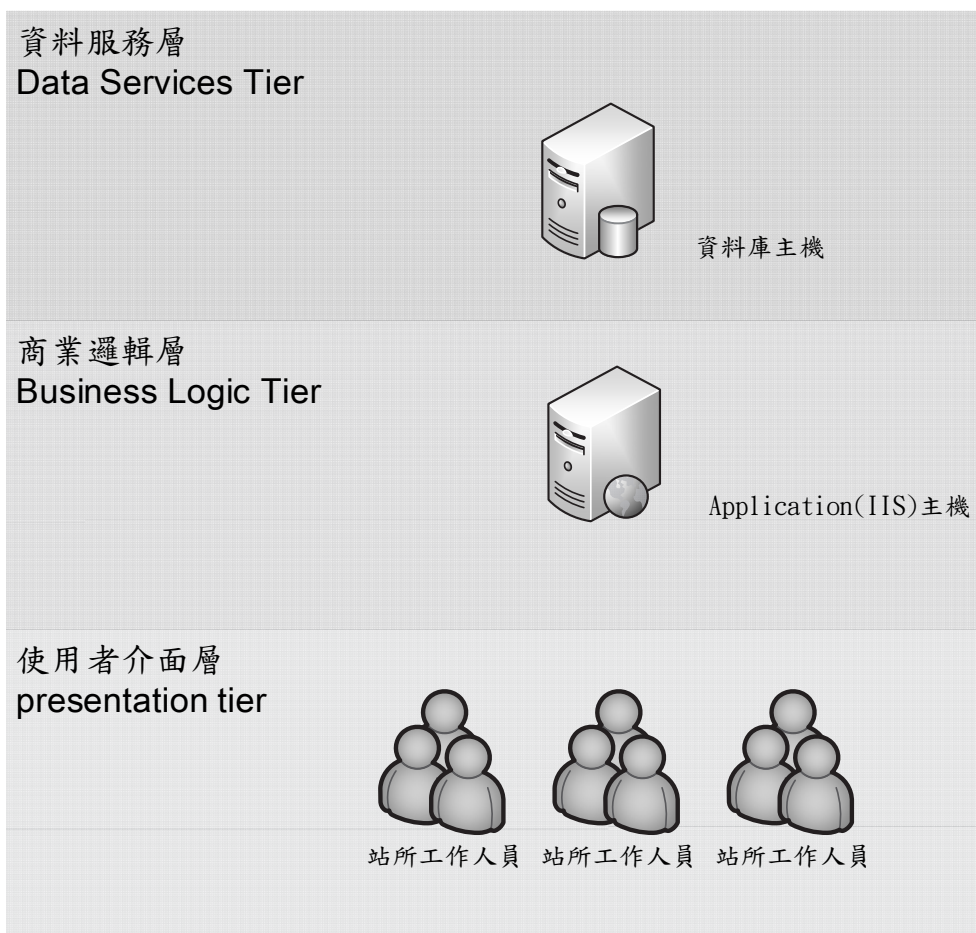 資料服務層
Data Services Tier
資料庫主機
商業邏輯層
Business Logic Tier
Application(IIS)主機
使用者介面層
presentation tier
站所工作人員 站所工作人員 站所工作人員